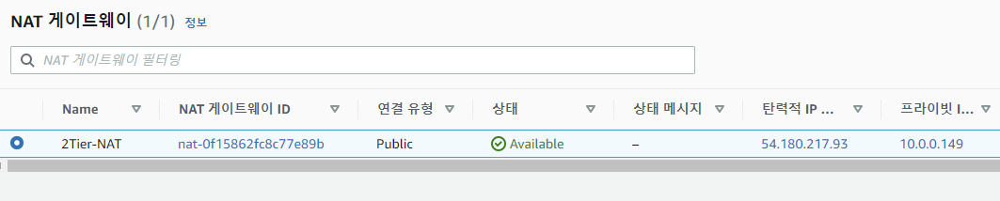 NAT 게이트웨이 (1/1) 정보
NAT 게이트웨이 필터링
Name NAT 게이트웨이 ID 연결 유형 상태 상태 메시지 탄력적 IP ... 프라이빗 I...
2Tier-NAT nat-0f15862fc8c77e89b Public Available – 54.180.217.93 10.0.0.149